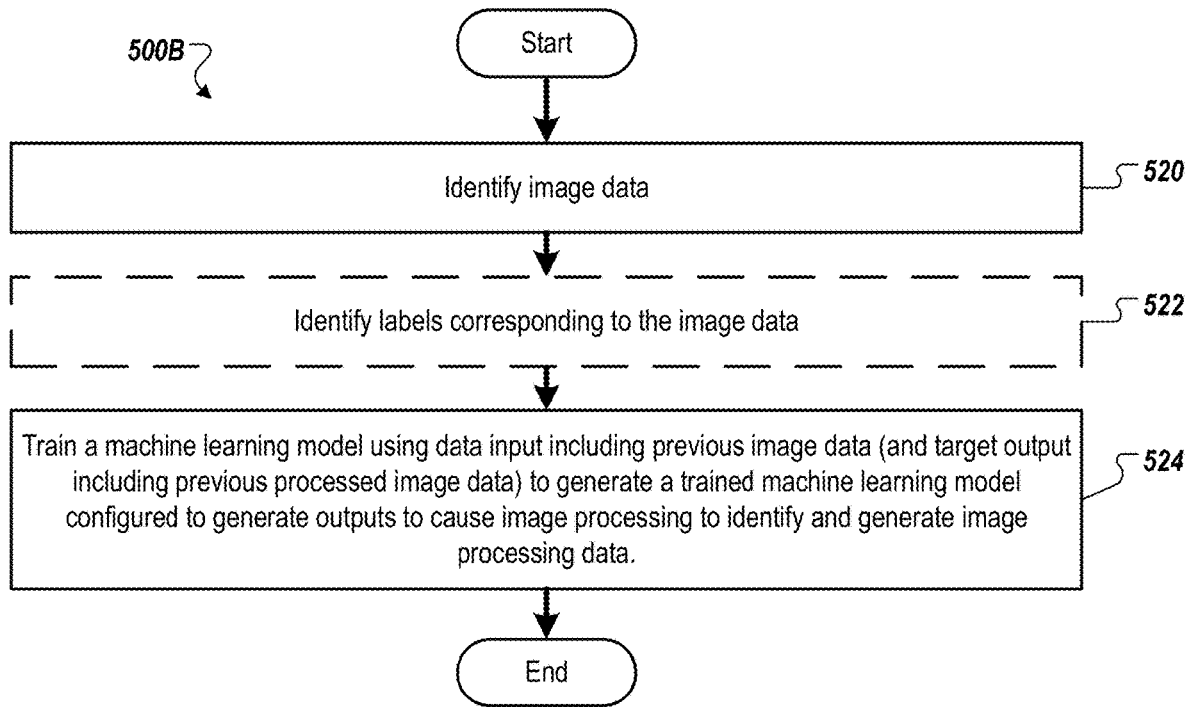 500B
Start
Identify image data
520
Identify labels corresponding to the image data
522
Train a machine learning model using data input including previous image data (and target output
including previous processed image data) to generate a trained machine learning model
configured to generate outputs to cause image processing to identify and generate image
processing data.
524
End